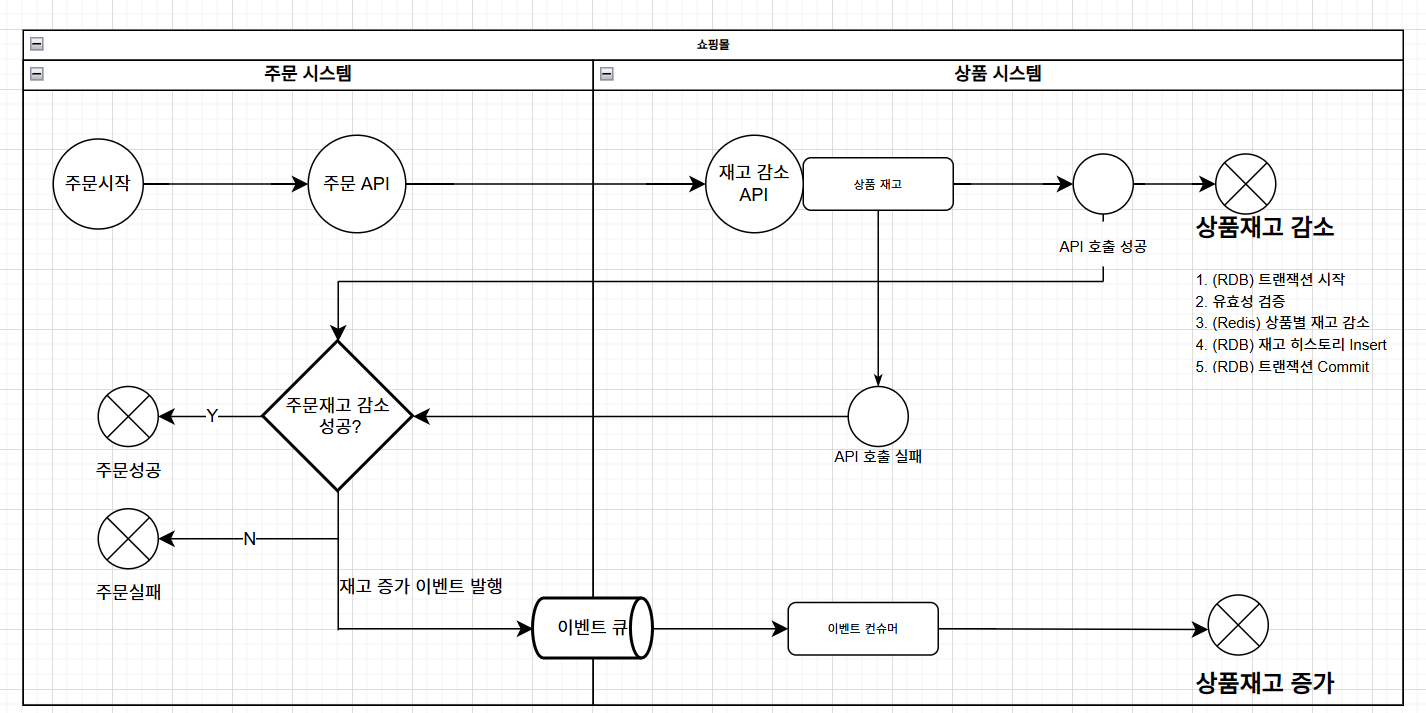 쇼핑몰
주문 시스템
상품 시스템
주문시작
주문 API
재고 감소
API
상품 재고
API 호출 성공
상품재고 감소
1. (RDB) 트랜잭션 시작
2. 유효성 검증
3. (Redis) 상품별 재고 감소
4. (RDB) 재고 히스토리 Insert
5. (RDB) 트랜잭션 Commit
주문재고 감소
성공?
Y
주문성공
API 호출 실패
N
주문실패
재고 증가 이벤트 발행
이벤트 큐
이벤트 컨슈머
상품재고 증가